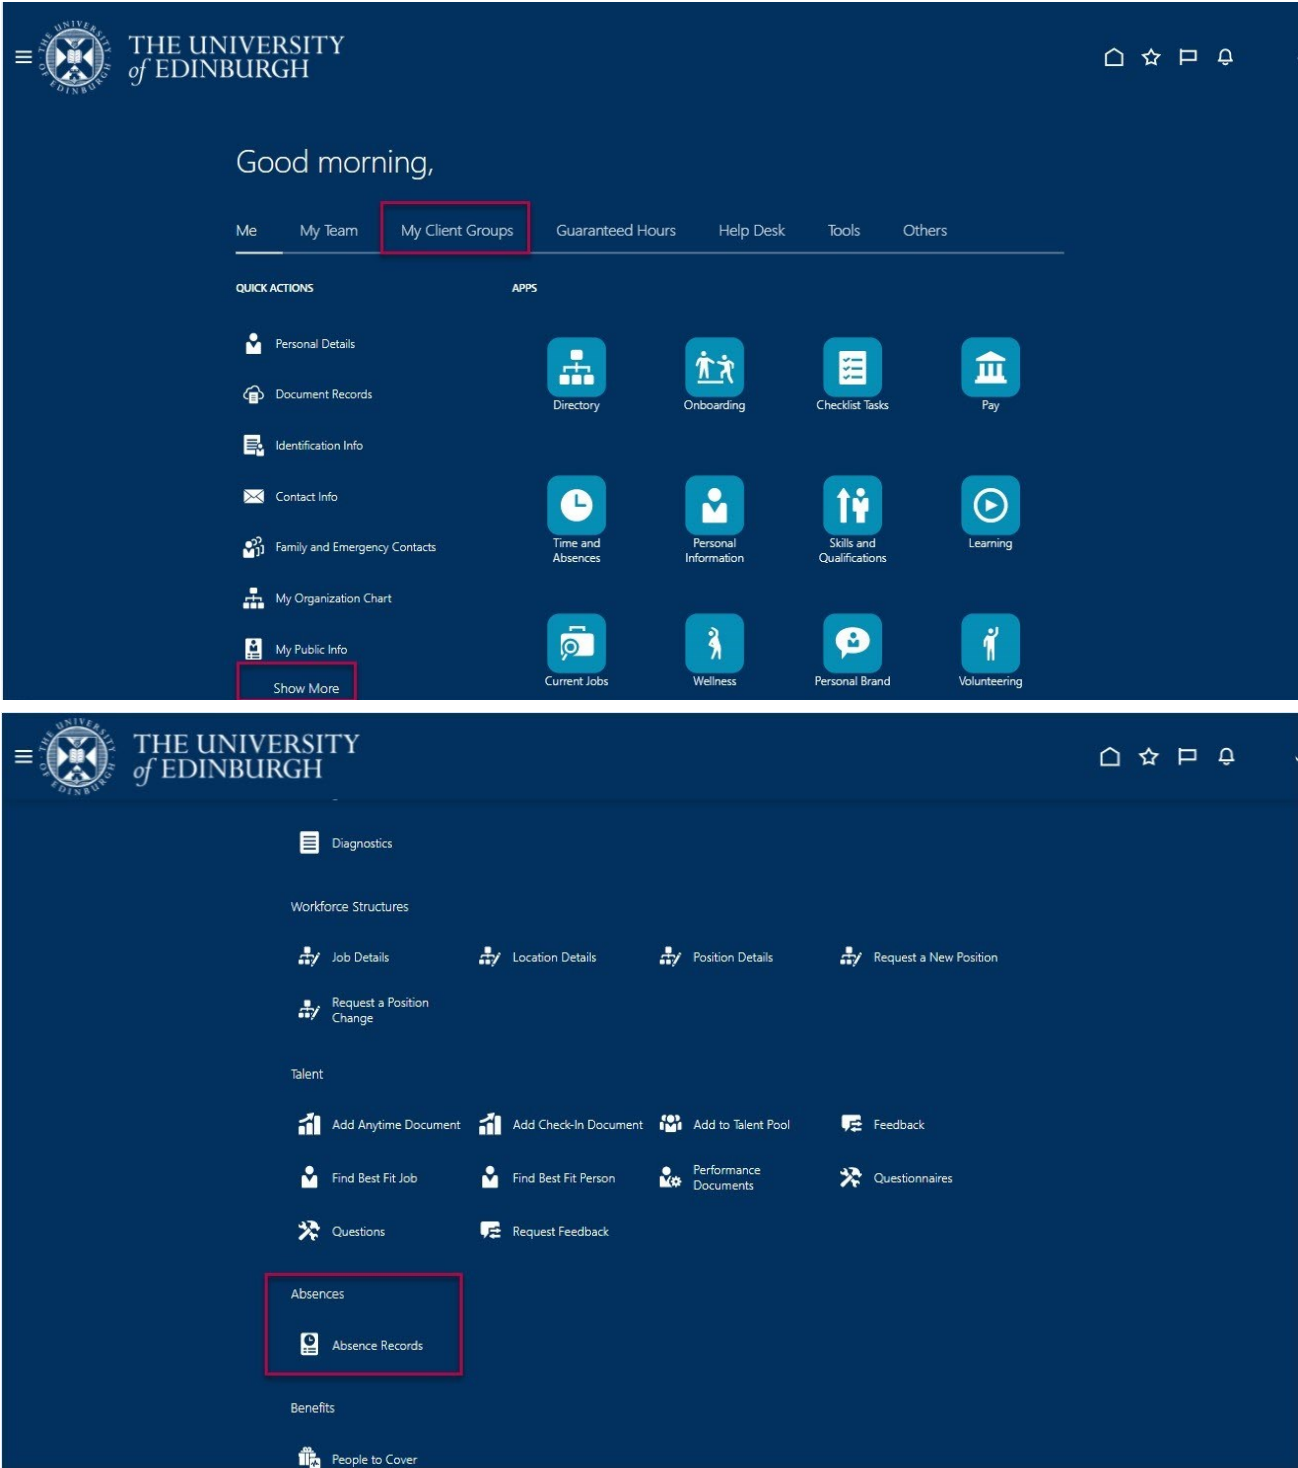 THE UNIVERSITY
of EDINBURGH
Good morning,
Me My Team My Client Groups Guaranteed Hours Help Desk Tools Others
QUICK ACTIONS
APPS
Personal Details
Document Records
Identification Info
Contact Info
Family and Emergency Contacts
My Organization Chart
My Public Info
Show More
Directory Onboarding Checklist Tasks Pay
Time and
Absences
Personal
Information
Skills and
Qualifications
Learning
Current Jobs Wellness Personal Brand Volunteering
THE UNIVERSITY
of EDINBURGH
Diagnostics
Workforce Structures
Job Details Location Details Position Details Request a New Position
Request a Position
Change
Talent
Add Anytime Document Add Check-In Document Add to Talent Pool Feedback
Find Best Fit Job Find Best Fit Person
Performance
Documents
Questionnaires
Questions Request Feedback
Absences
Absence Records
Benefits
People to Cover